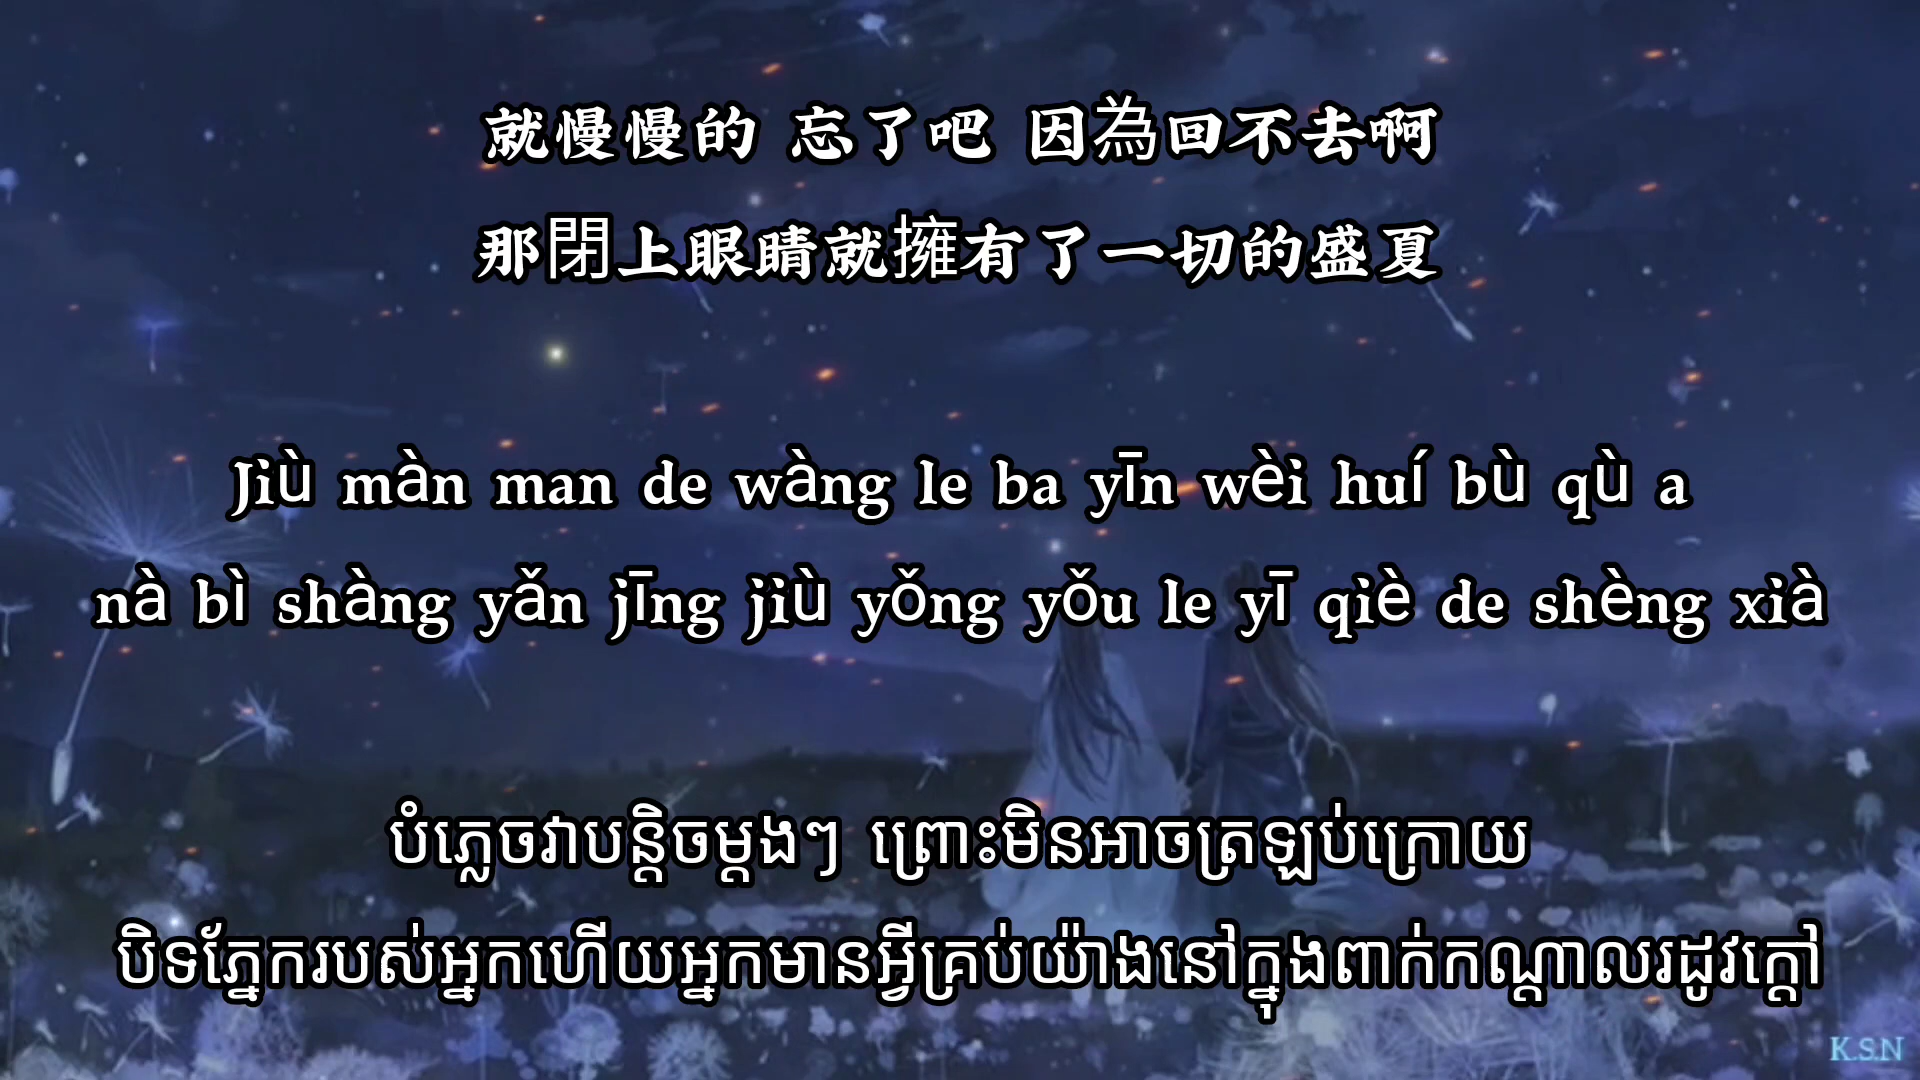 就慢慢的 忘了吧 因為回不去啊
那閉上眼睛就擁有了一切的盛夏
Jiù màn man de wàng le ba yīn wèi huí bù qù a
nà bì shàng yǎn jīng jiù yǒng yǒu le yī qiè de shèng xià
បំភ្លេចវាបន្តិចម្ដងៗ ព្រោះមិនអាចត្រឡប់ក្រោយ
បិទភ្នែករបស់អ្នកហើយអ្នកមានអ្វីគ្រប់យ៉ាងនៅក្នុងពាក់កណ្ដាលរដូវក្ដៅ
K.S.N